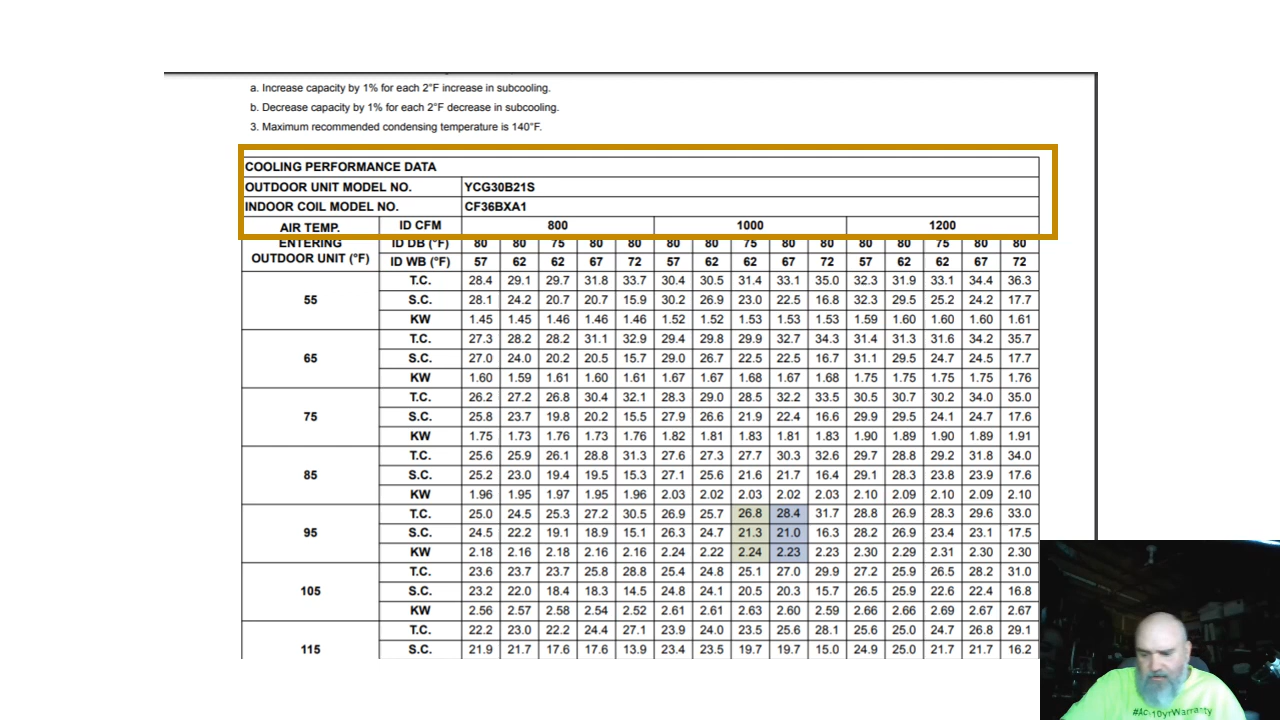 a. Increase capacity by 1% for each 2°F increase in subcooling.
b. Decrease capacity by 1% for each 2°F decrease in subcooling.
3. Maximum recommended condensing temperature is 140°F.
COOLING PERFORMANCE DATA
OUTDOOR UNIT MODEL NO. YCG30B21S
INDOOR COIL MODEL NO. CF36BXA1
AIR TEMP. ID CFM 800 1000 1200
ENTERING ID DB (°F) 80 80 75 80 80 80 80 75 80 80 80 80 75 80 80
OUTDOOR UNIT (°F) ID WB (°F) 57 62 62 67 72 57 62 62 67 72 57 62 62 67 72
T.C. 28.4 29.1 29.7 31.8 33.7 30.4 30.5 31.4 33.1 35.0 32.3 31.9 33.1 34.4 36.3
55 S.C. 28.1 24.2 20.7 20.7 15.9 30.2 26.9 23.0 22.5 16.8 32.3 29.5 25.2 24.2 17.7
KW 1.45 1.45 1.46 1.46 1.46 1.52 1.52 1.53 1.53 1.53 1.59 1.60 1.60 1.60 1.61
T.C. 27.3 28.2 28.2 31.1 32.9 29.4 29.8 29.9 32.7 34.3 31.4 31.3 31.6 34.2 35.7
65 S.C. 27.0 24.0 20.2 20.5 15.7 29.0 26.7 22.5 22.5 16.7 31.1 29.5 24.7 24.5 17.7
KW 1.60 1.59 1.61 1.60 1.61 1.67 1.67 1.68 1.67 1.68 1.75 1.75 1.75 1.75 1.76
T.C. 26.2 27.2 26.8 30.4 32.1 28.3 29.0 28.5 32.2 33.5 30.5 30.7 30.2 34.0 35.0
75 S.C. 25.8 23.7 19.8 20.2 15.5 27.9 26.6 21.9 22.4 16.6 29.9 29.5 24.1 24.7 17.6
KW 1.75 1.73 1.76 1.73 1.76 1.82 1.81 1.83 1.81 1.83 1.90 1.89 1.90 1.89 1.91
T.C. 25.6 25.9 26.1 28.8 31.3 27.6 27.3 27.7 30.3 32.6 29.7 28.8 29.2 31.8 34.0
85 S.C. 25.2 23.0 19.4 19.5 15.3 27.1 25.6 21.6 21.7 16.4 29.1 28.3 23.8 23.9 17.6
KW 1.96 1.95 1.97 1.95 1.96 2.03 2.02 2.03 2.02 2.03 2.10 2.09 2.10 2.09 2.10
T.C. 25.0 24.5 25.3 27.2 30.5 26.9 25.7 26.8 28.4 31.7 28.8 26.9 28.3 29.6 33.0
95 S.C. 24.5 22.2 19.1 18.9 15.1 26.3 24.7 21.3 21.0 16.3 28.2 26.9 23.4 23.1 17.5
KW 2.18 2.16 2.18 2.16 2.16 2.24 2.22 2.24 2.23 2.23 2.30 2.29 2.31 2.30 2.30
T.C. 23.6 23.7 23.7 25.8 28.8 25.4 24.8 25.1 27.0 29.9 27.2 25.9 26.5 28.2 31.0
105 S.C. 23.2 22.0 18.4 18.3 14.5 24.8 24.1 20.5 20.3 15.7 26.5 25.9 22.6 22.4 16.8
KW 2.56 2.57 2.58 2.54 2.52 2.61 2.61 2.63 2.60 2.59 2.66 2.66 2.69 2.67 2.67
T.C. 22.2 23.0 22.2 24.4 27.1 23.9 24.0 23.5 25.6 28.1 25.6 25.0 24.7 26.8 29.1
115 S.C. 21.9 21.7 17.6 17.6 13.9 23.4 23.5 19.7 19.7 15.0 24.9 25.0 21.7 21.7 16.2